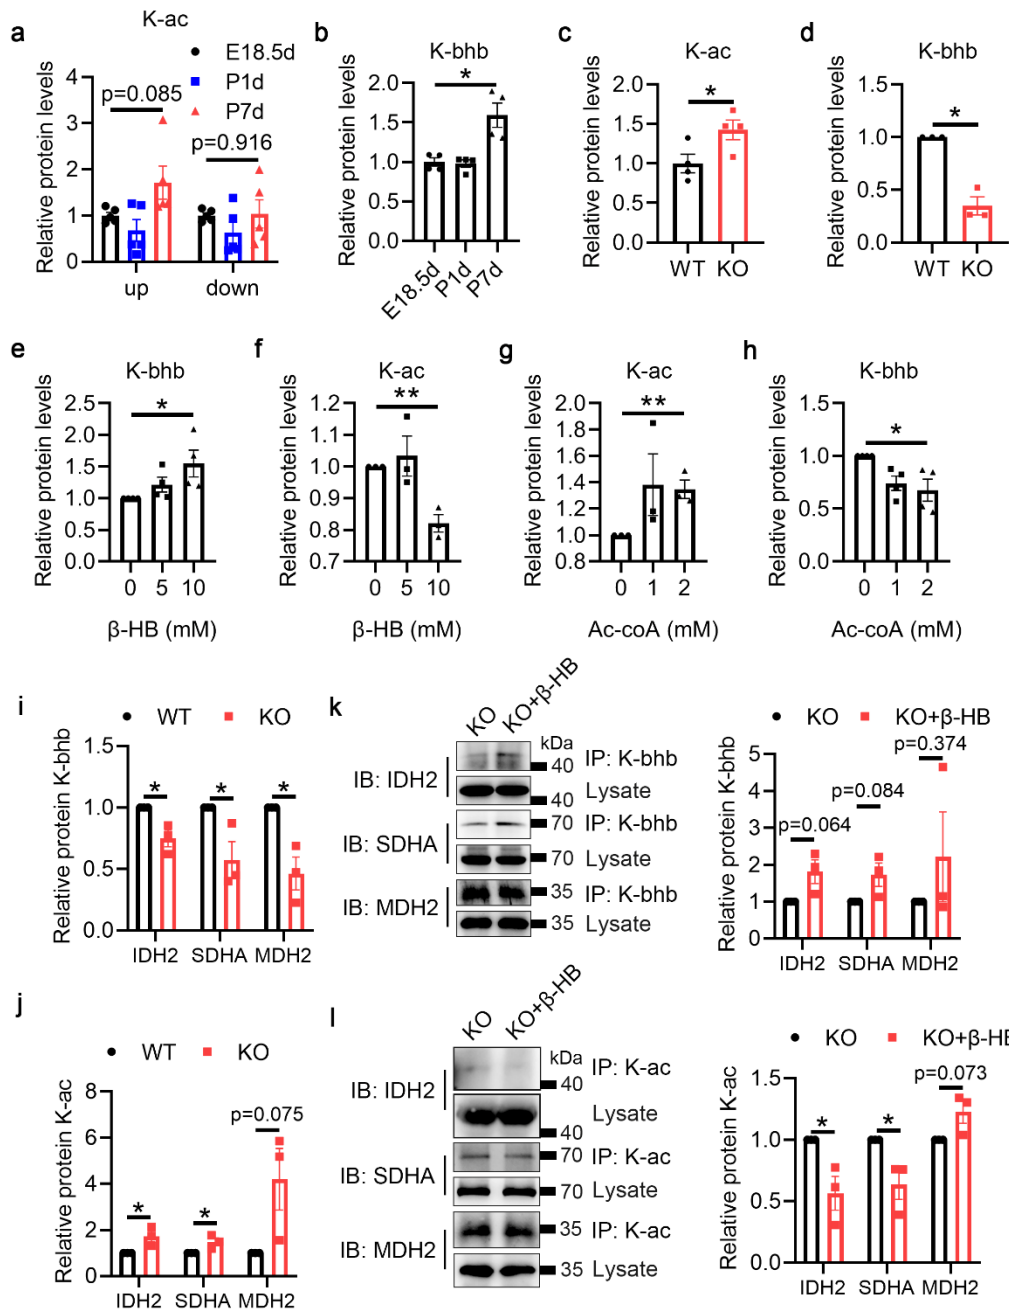 a
K-ac
E18.5d
P1d
P7d
Relative protein levels
4
3
2
1
0
p=0.085
p=0.916
up
down
b
K-bhb
Relative protein levels
2.0
1.5
1.0
0.5
0.0
*
E18.5d
P1d
P7d
c
K-ac
Relative protein levels
2.0
1.5
1.0
0.5
0.0
*
WT KO
d
K-bhb
Relative protein levels
1.5
1.0
0.5
0.0
*
WT KO
e
K-bhb
Relative protein levels
2.5
2.0
1.5
1.0
0.5
0.0
*
0 5 10
β-HB (mM)
f
K-ac
Relative protein levels
1.2
1.1
1.0
0.9
0.8
0.7
**
0 5 10
β-HB (mM)
g
K-ac
Relative protein levels
2.0
1.8
1.6
1.4
1.2
1.0
0.8
**
0 1 2
Ac-coA (mM)
h
K-bhb
Relative protein levels
1.5
1.0
0.5
0.0
*
0 1 2
Ac-coA (mM)
i
WT KO
Relative protein K-bhb
1.5
1.0
0.5
0.0
* * *
IDH2 SDHA MDH2
k
KO KO+β-HB
kDa
IB: IDH2
40 IP: K-bhb
40 Lysate
IB: SDHA
70 IP: K-bhb
70 Lysate
IB: MDH2
35 IP: K-bhb
35 Lysate
KO KO+β-HB
Relative protein K-bhb
5
4
3
2
1
0
p=0.064
p=0.084
p=0.374
IDH2 SDHA MDH2
j
WT KO
Relative protein K-ac
8
6
4
2
0
* * p=0.075
IDH2 SDHA MDH2
l
KO KO+β-HB
kDa
IB: IDH2
40 IP: K-ac
40 Lysate
IB: SDHA
70 IP: K-ac
70 Lysate
IB: MDH2
35 IP: K-ac
35 Lysate
KO KO+β-HB
Relative protein K-ac
1.5
1.0
0.5
0.0
* * p=0.073
IDH2 SDHA MDH2